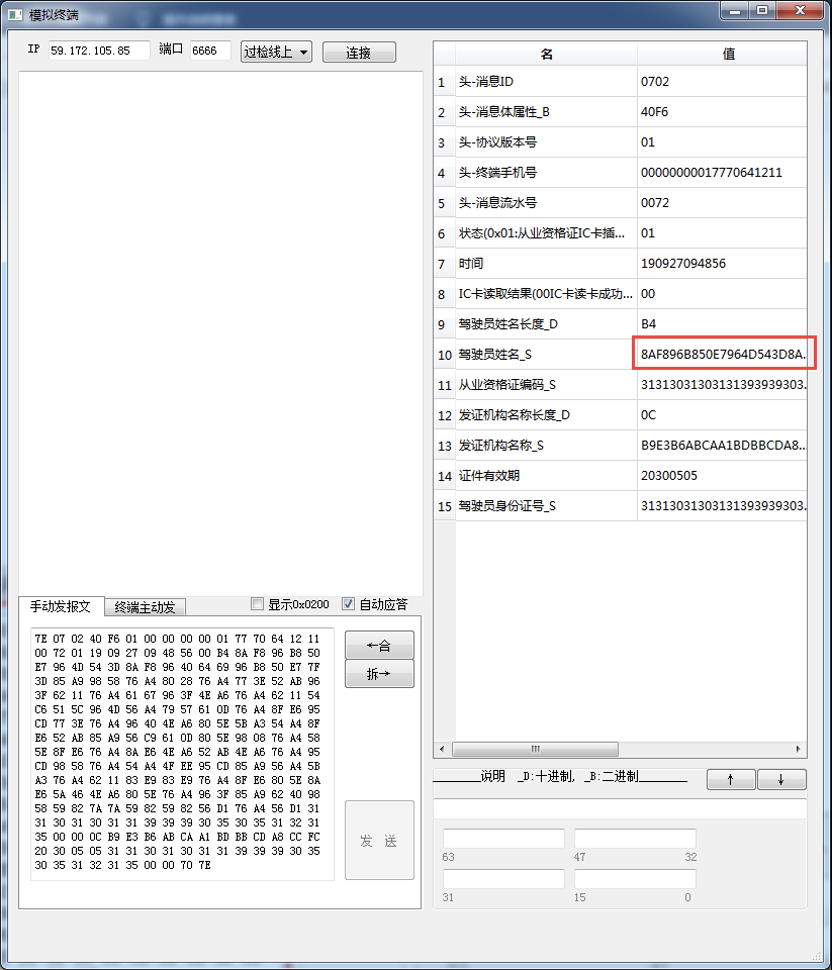 模拟终端
IP 59.172.105.85 端口 6666 过检线上 连接
名 值
1 头-消息ID 0702
2 头-消息体属性_B 40F6
3 头-协议版本号 01
4 头-终端手机号 00000000017770641211
5 头-消息流水号 0072
6 状态(0x01:从业资格证IC卡插... 01
7 时间 190927094856
8 IC卡读取结果(00IC卡读卡成功... 00
9 驾驶员姓名长度_D B4
10 驾驶员姓名_S 8AF896B850E7964D543D8A.
11 从业资格证编码_S 31313031303131393939303.
12 发证机构名称长度_D 0C
13 发证机构名称_S B9E3B6ABCAA1BDBBCDA8...
14 证件有效期 20300505
15 驾驶员身份证号_S 31313031303131393939303.
手动发报文 终端主动发 显示0x0200 自动应答
7E 07 02 40 F6 01 00 00 00 00 01 77 70 64 12 11
00 72 01 19 09 27 09 48 56 00 B4 8A F8 96 B8 50
E7 96 4D 54 3D 8A F8 96 40 64 69 96 B8 50 E7 7F
3D 85 A9 98 58 76 A4 80 28 76 A4 77 3E 52 AB 96
3F 62 11 76 A4 61 67 96 3F 4E A6 76 A4 62 11 54
C6 51 5C 96 4D 56 A4 79 57 61 0D 76 A4 8F E6 95
CD 77 3E 76 A4 96 40 4E A6 80 5E 5B A3 54 A4 8F
E6 52 AB 85 A9 56 C9 61 0D 80 5E 98 08 76 A4 58
5E 8F E6 76 A4 8A E6 4E A6 52 AB 4E A6 76 A4 95
CD 98 58 76 A4 54 A4 4F EE 95 CD 85 A9 56 A4 5B
A3 76 A4 62 11 83 E9 83 E9 76 A4 8F E6 80 5E 8A
E6 5A 46 4E A6 80 5E 76 A4 96 3F 85 A9 62 40 98
58 59 82 7A 7A 59 82 59 82 56 D1 76 A4 56 D1 31
31 30 31 30 31 31 39 39 39 30 35 30 35 31 32 31
35 00 00 0C B9 E3 B6 AB CA A1 BD BB CD A8 CC FC
20 30 05 05 31 31 30 31 30 31 31 39 39 39 30 35
30 35 31 32 31 35 00 00 70 7E
←合
拆→
发 送
______说明 _D:十进制, _B:二进制______ ↑ ↓
63 47 32
31 15 0